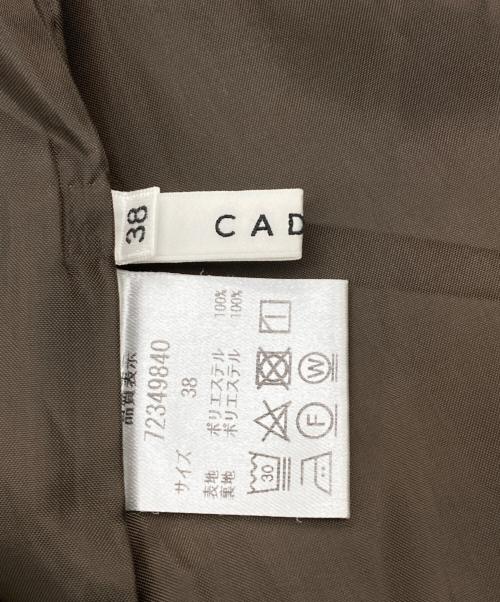 38
CAD
品質表示
72349840
サイズ 38
表地 ポリエステル 100%
裏地 ポリエステル 100%
30
W
F